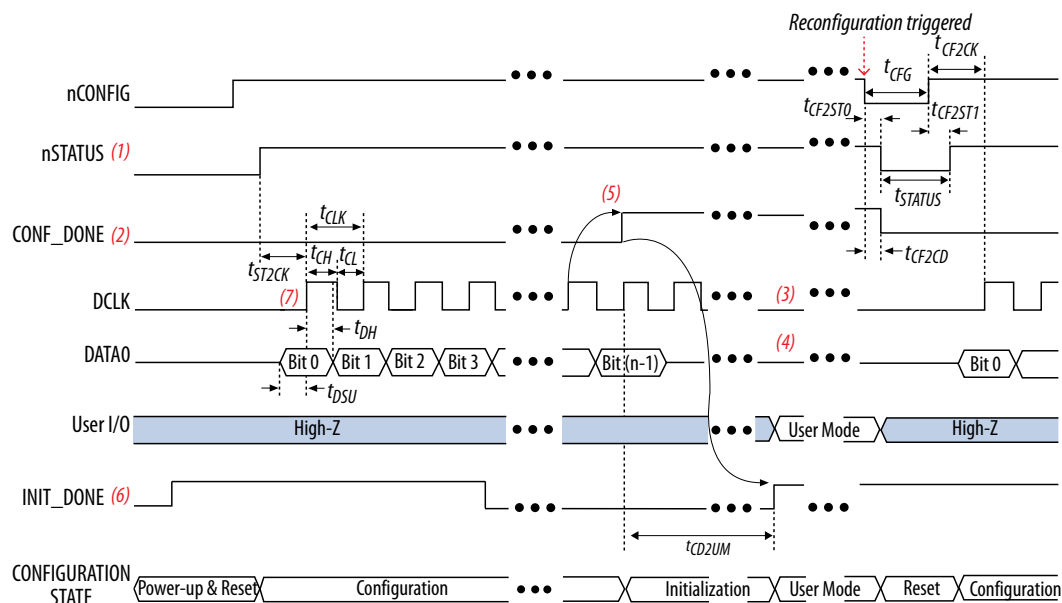 Reconfiguration triggered
tCF2CK
tCFG
nCONFIG
tCF2ST0
tCF2ST1
nSTATUS (1)
tSTATUS
(5)
tCLK
CONF_DONE (2)
tCF2CD
tST2CK
tCH
tCL
(7)
(3)
DCLK
tDH
(4)
DATA0
Bit 0
Bit 1
Bit 2
Bit 3
Bit (n-1)
Bit 0
tDSU
User I/O
High-Z
User Mode
High-Z
INIT_DONE (6)
tCD2UM
CONFIGURATION
STATE
Power-up & Reset
Configuration
Initialization
User Mode
Reset
Configuration